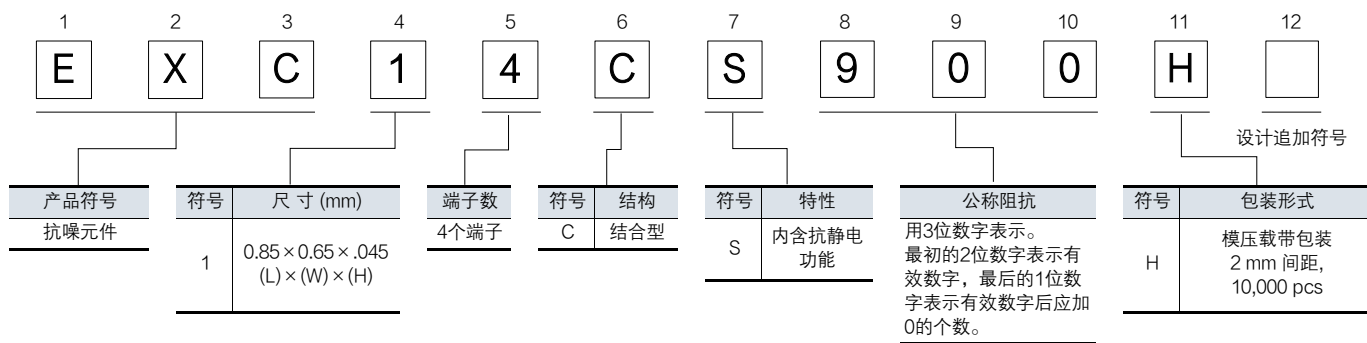 1 2 3 4 5 6 7 8 9 10 11 12
E X C 1 4 C S 9 0 0 H
设计追加符号
产品符号
抗噪元件
符号 尺 寸 (mm)
1 0.85×0.65×.045
(L)×(W)×(H)
端子数
4个端子
符号 结构
C 结合型
符号 特性
S 内含抗静电
功能
公称阻抗
用3位数字表示。
最初的2位数字表示有
效数字，最后的1位数
字表示有效数字后应加
0的个数。
符号 包装形式
H 模压载带包装
2 mm 间距,
10,000 pcs